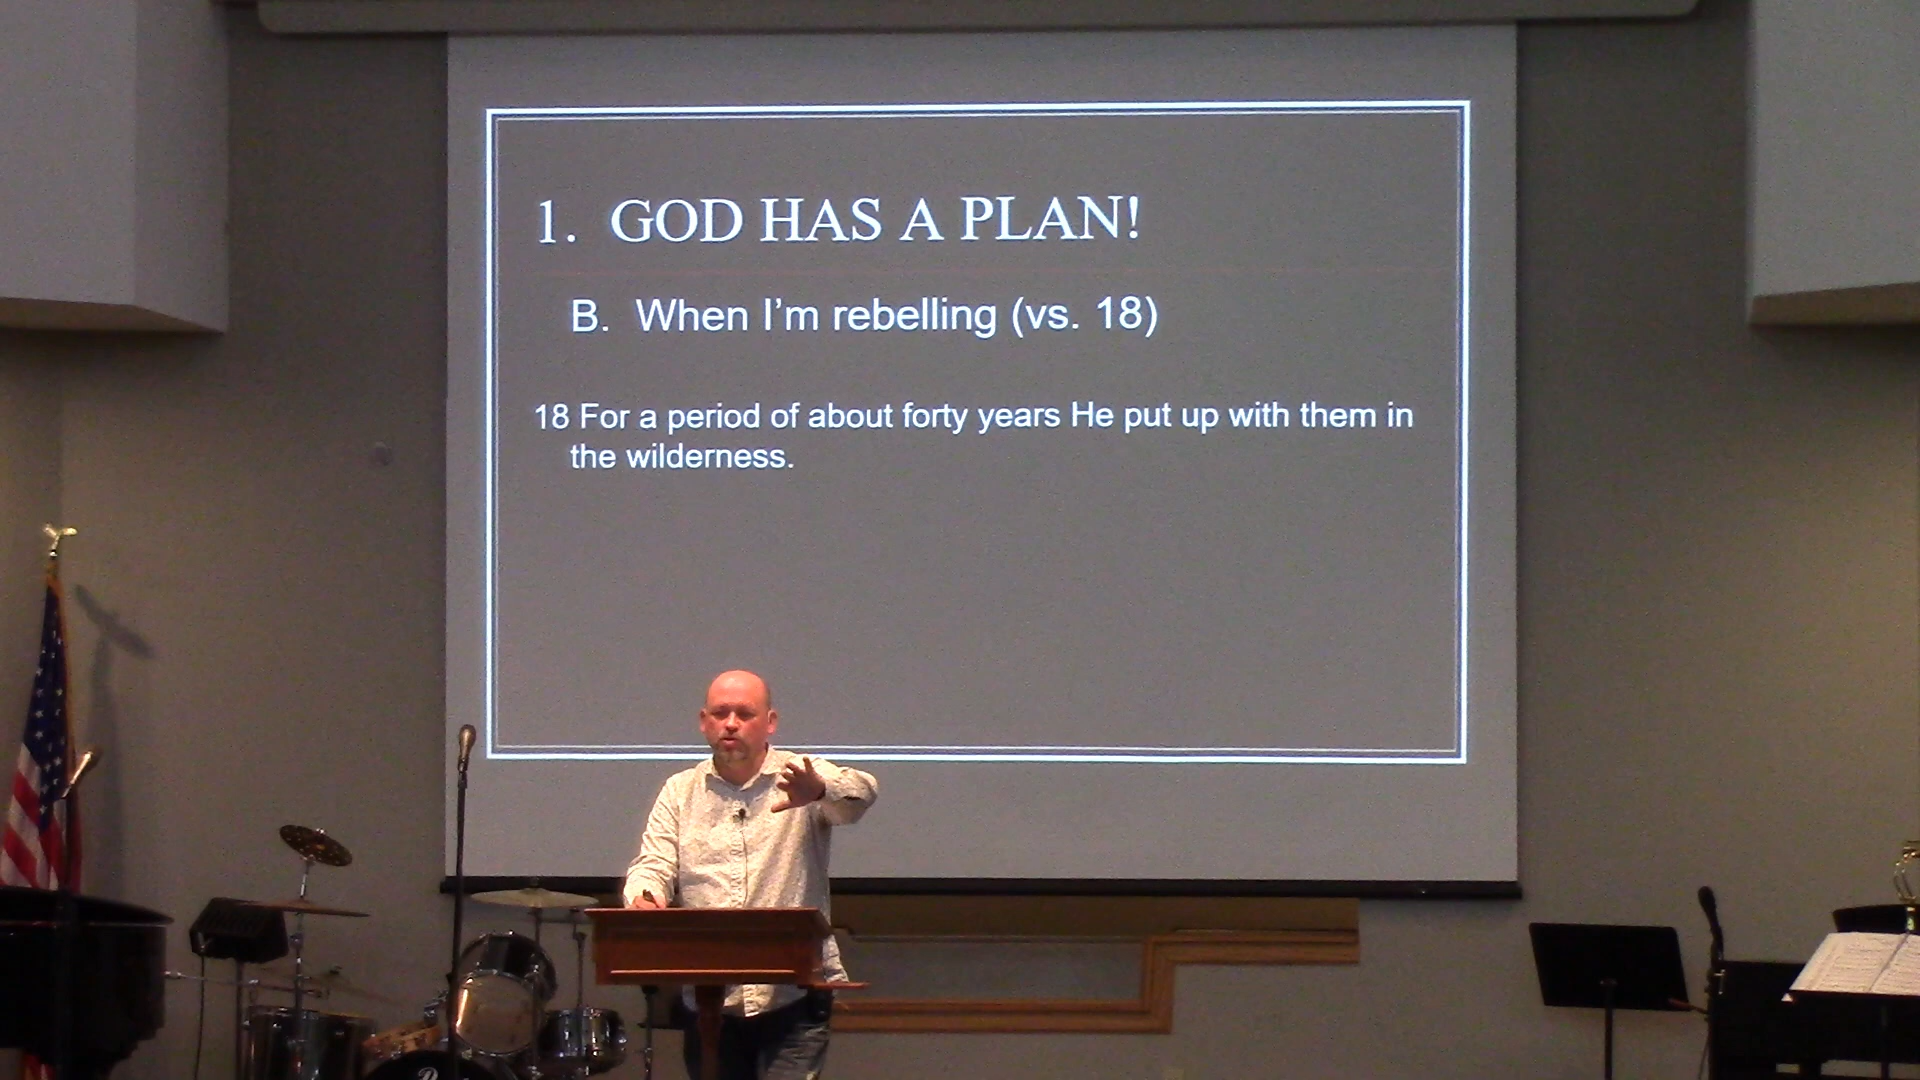 1. GOD HAS A PLAN!
B. When I’m rebelling (vs. 18)
18 For a period of about forty years He put up with them in
the wilderness.